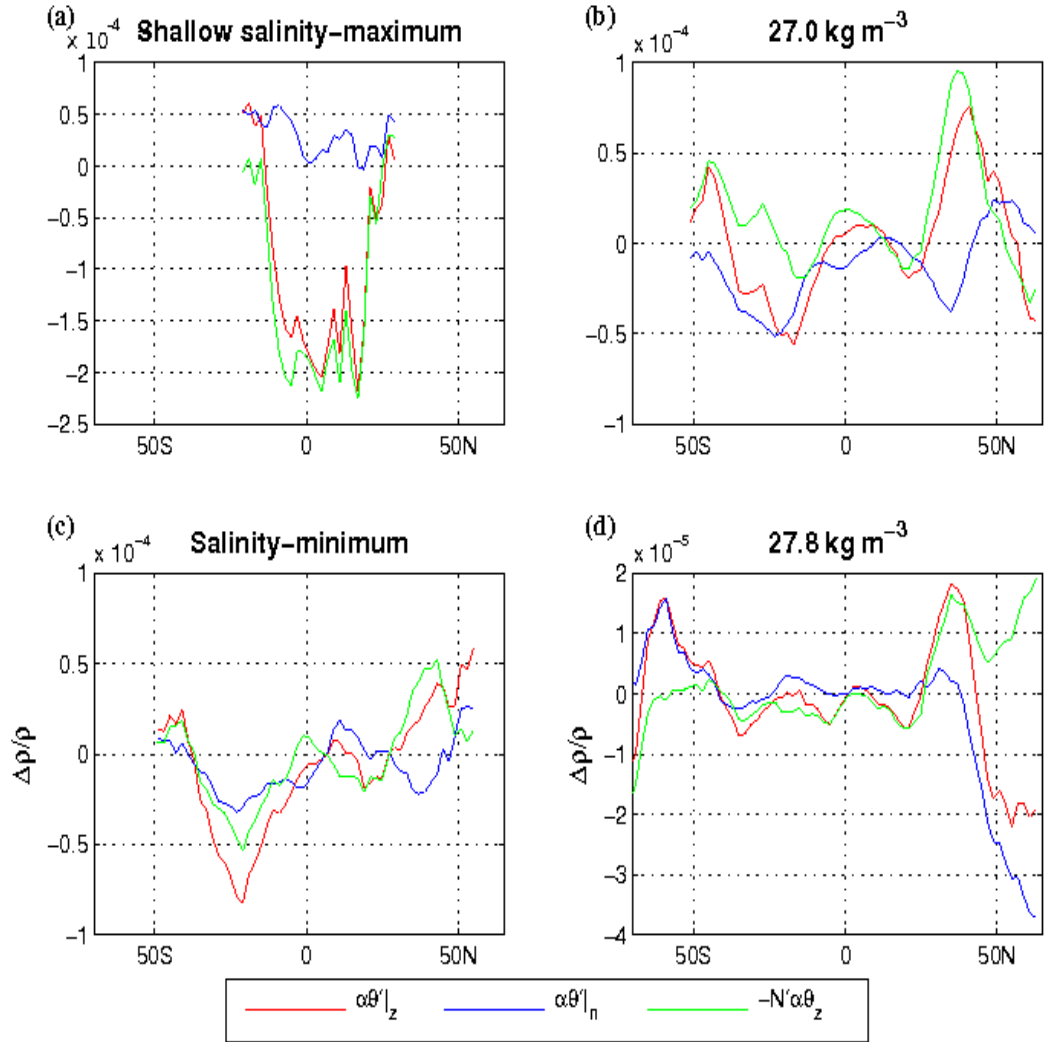 (a)
× 10⁻⁴
Shallow salinity−maximum
1
0.5
0
−0.5
−1
−1.5
−2
−2.5
50S
0
50N
(b)
× 10⁻⁴
27.0 kg m⁻³
1
0.5
0
−0.5
−1
50S
0
50N
(c)
× 10⁻⁴
Salinity−minimum
1
0.5
0
−0.5
−1
Δρ/ρ
50S
0
50N
(d)
× 10⁻⁵
27.8 kg m⁻³
2
1
0
−1
−2
−3
−4
Δρ/ρ
50S
0
50N
αθ′|z
αθ′|n
−N′αθz